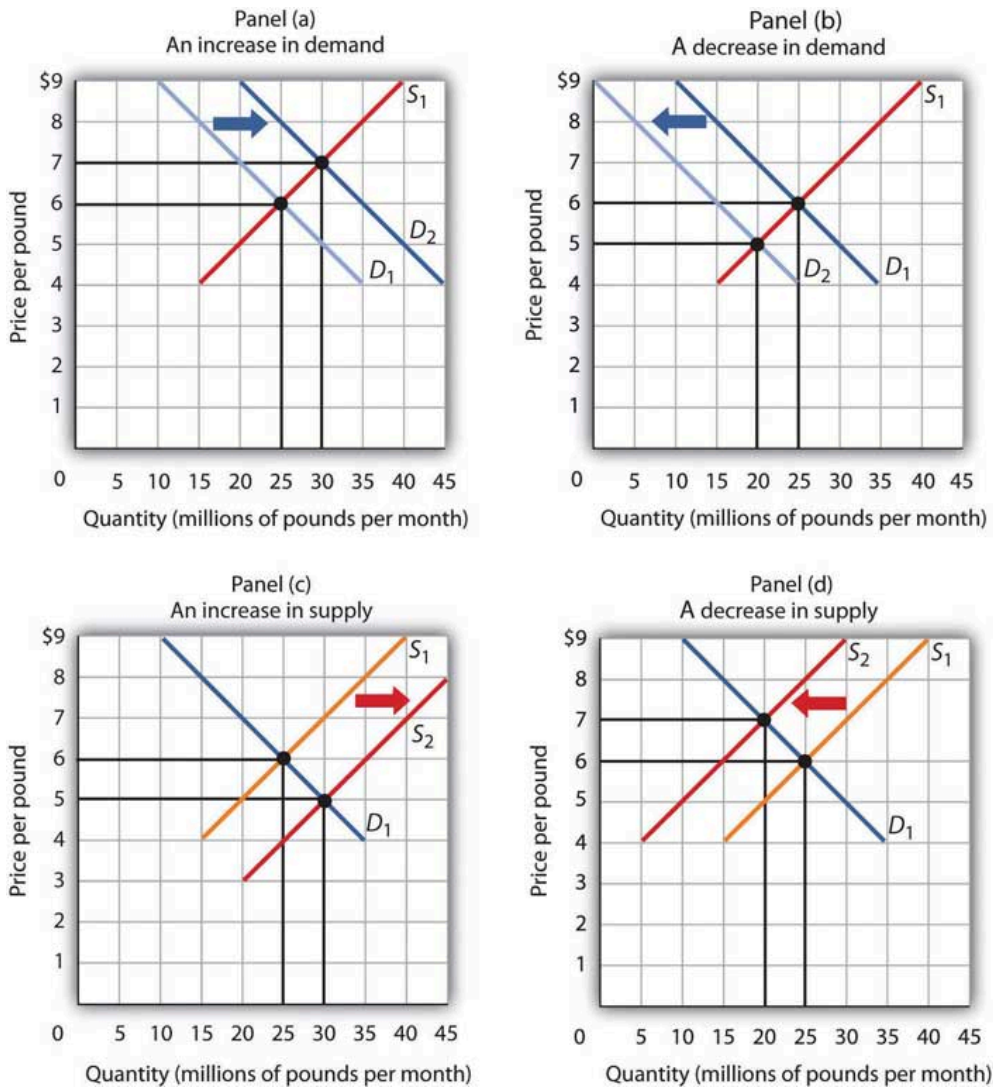 Panel (a)
An increase in demand
$9
8
7
6
5
4
3
2
1
0
5 10 15 20 25 30 35 40 45
S1
D2
D1
Price per pound
Quantity (millions of pounds per month)
Panel (b)
A decrease in demand
$9
8
7
6
5
4
3
2
1
0
5 10 15 20 25 30 35 40 45
S1
D2
D1
Price per pound
Quantity (millions of pounds per month)
Panel (c)
An increase in supply
$9
8
7
6
5
4
3
2
1
0
5 10 15 20 25 30 35 40 45
S1
S2
D1
Price per pound
Quantity (millions of pounds per month)
Panel (d)
A decrease in supply
$9
8
7
6
5
4
3
2
1
0
5 10 15 20 25 30 35 40 45
S2
S1
D1
Price per pound
Quantity (millions of pounds per month)